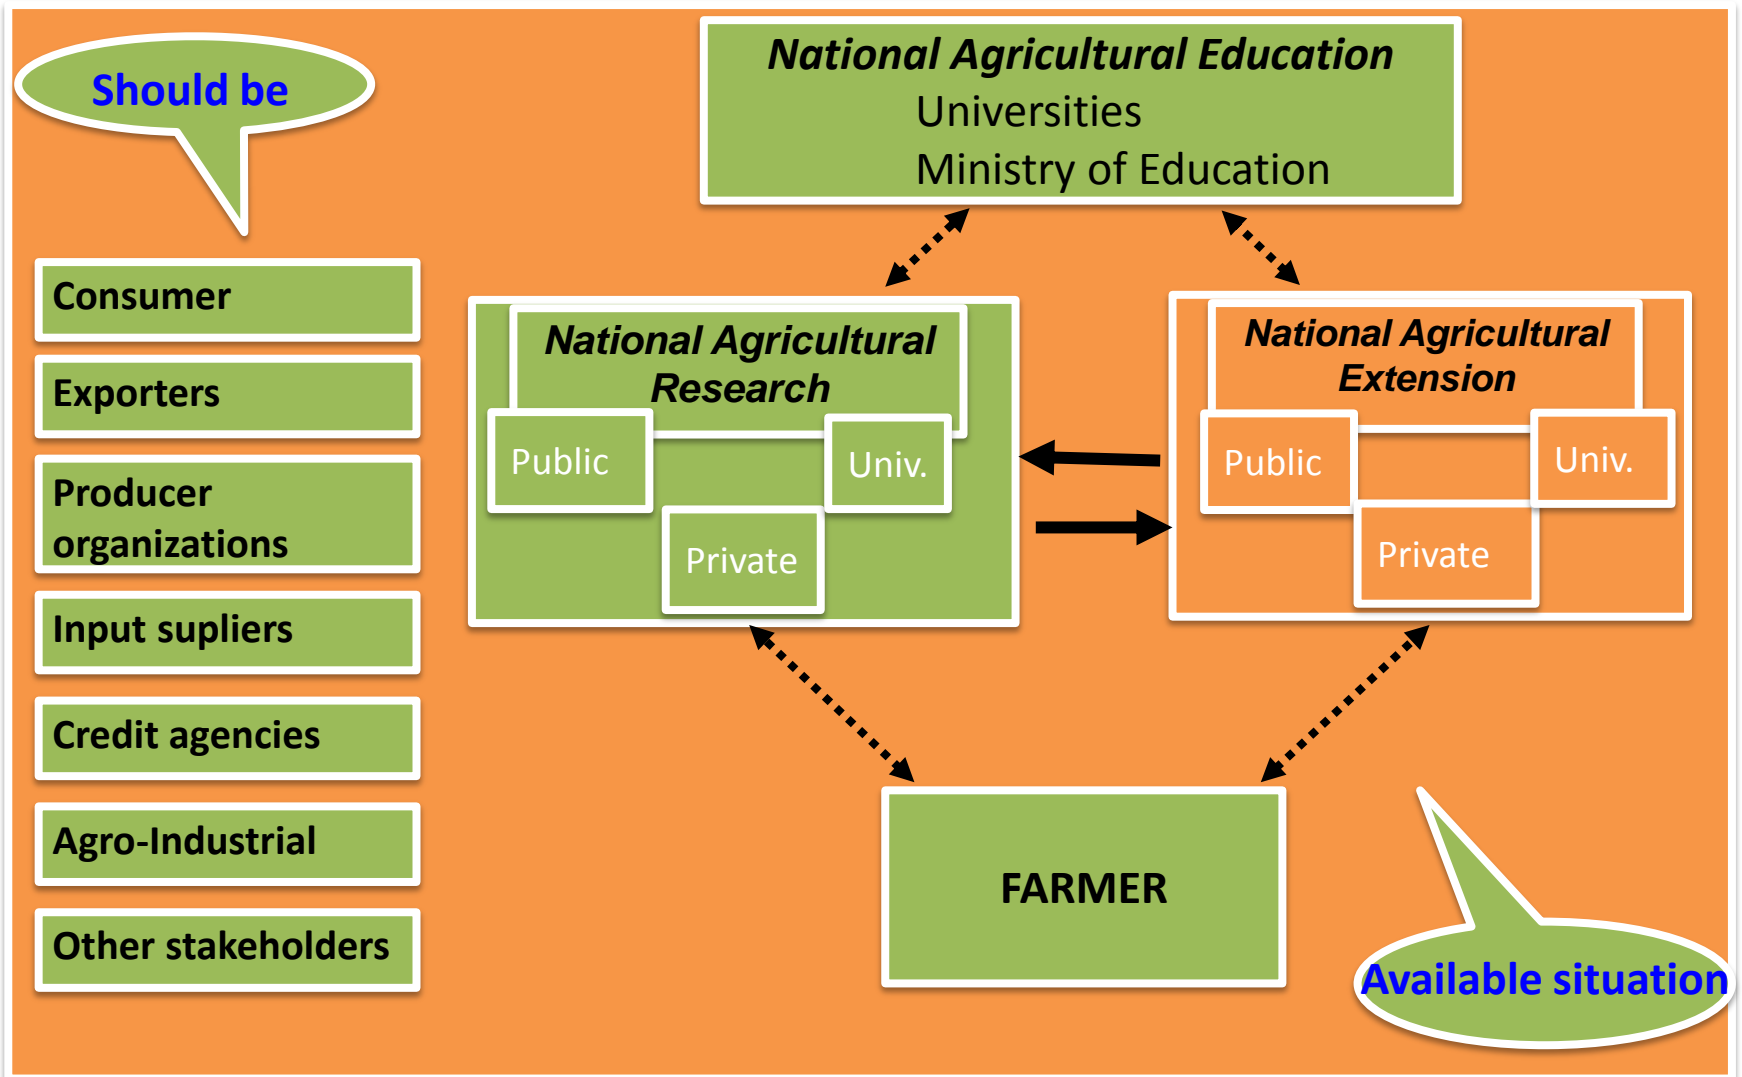 Should be
National Agricultural Education
Universities
Ministry of Education
Consumer
Exporters
Producer
organizations
Input supliers
Credit agencies
Agro-Industrial
Other stakeholders
National Agricultural
Research
Public
Univ.
Private
National Agricultural
Extension
Public
Univ.
Private
FARMER
Available situation